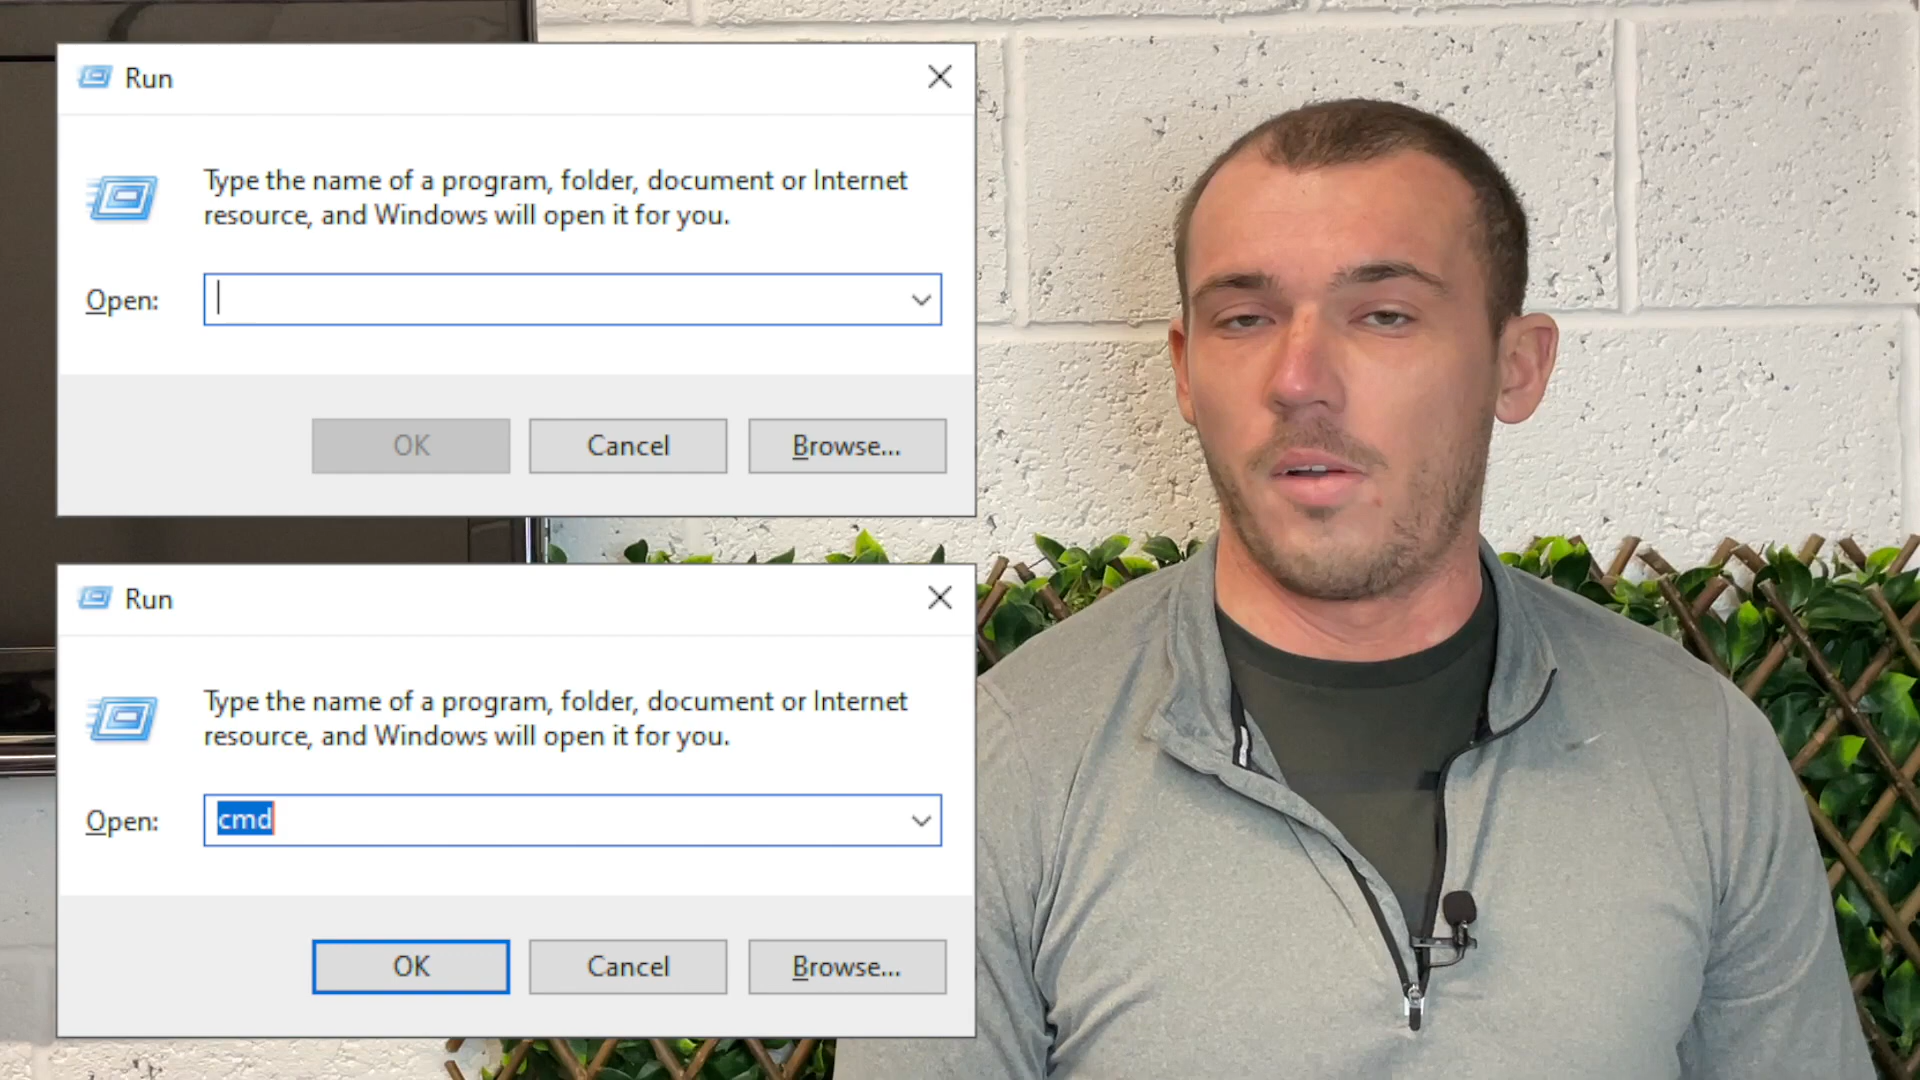 Run
Type the name of a program, folder, document or Internet
resource, and Windows will open it for you.
Open:
OK
Cancel
Browse...
Run
Type the name of a program, folder, document or Internet
resource, and Windows will open it for you.
Open:
cmd
OK
Cancel
Browse...